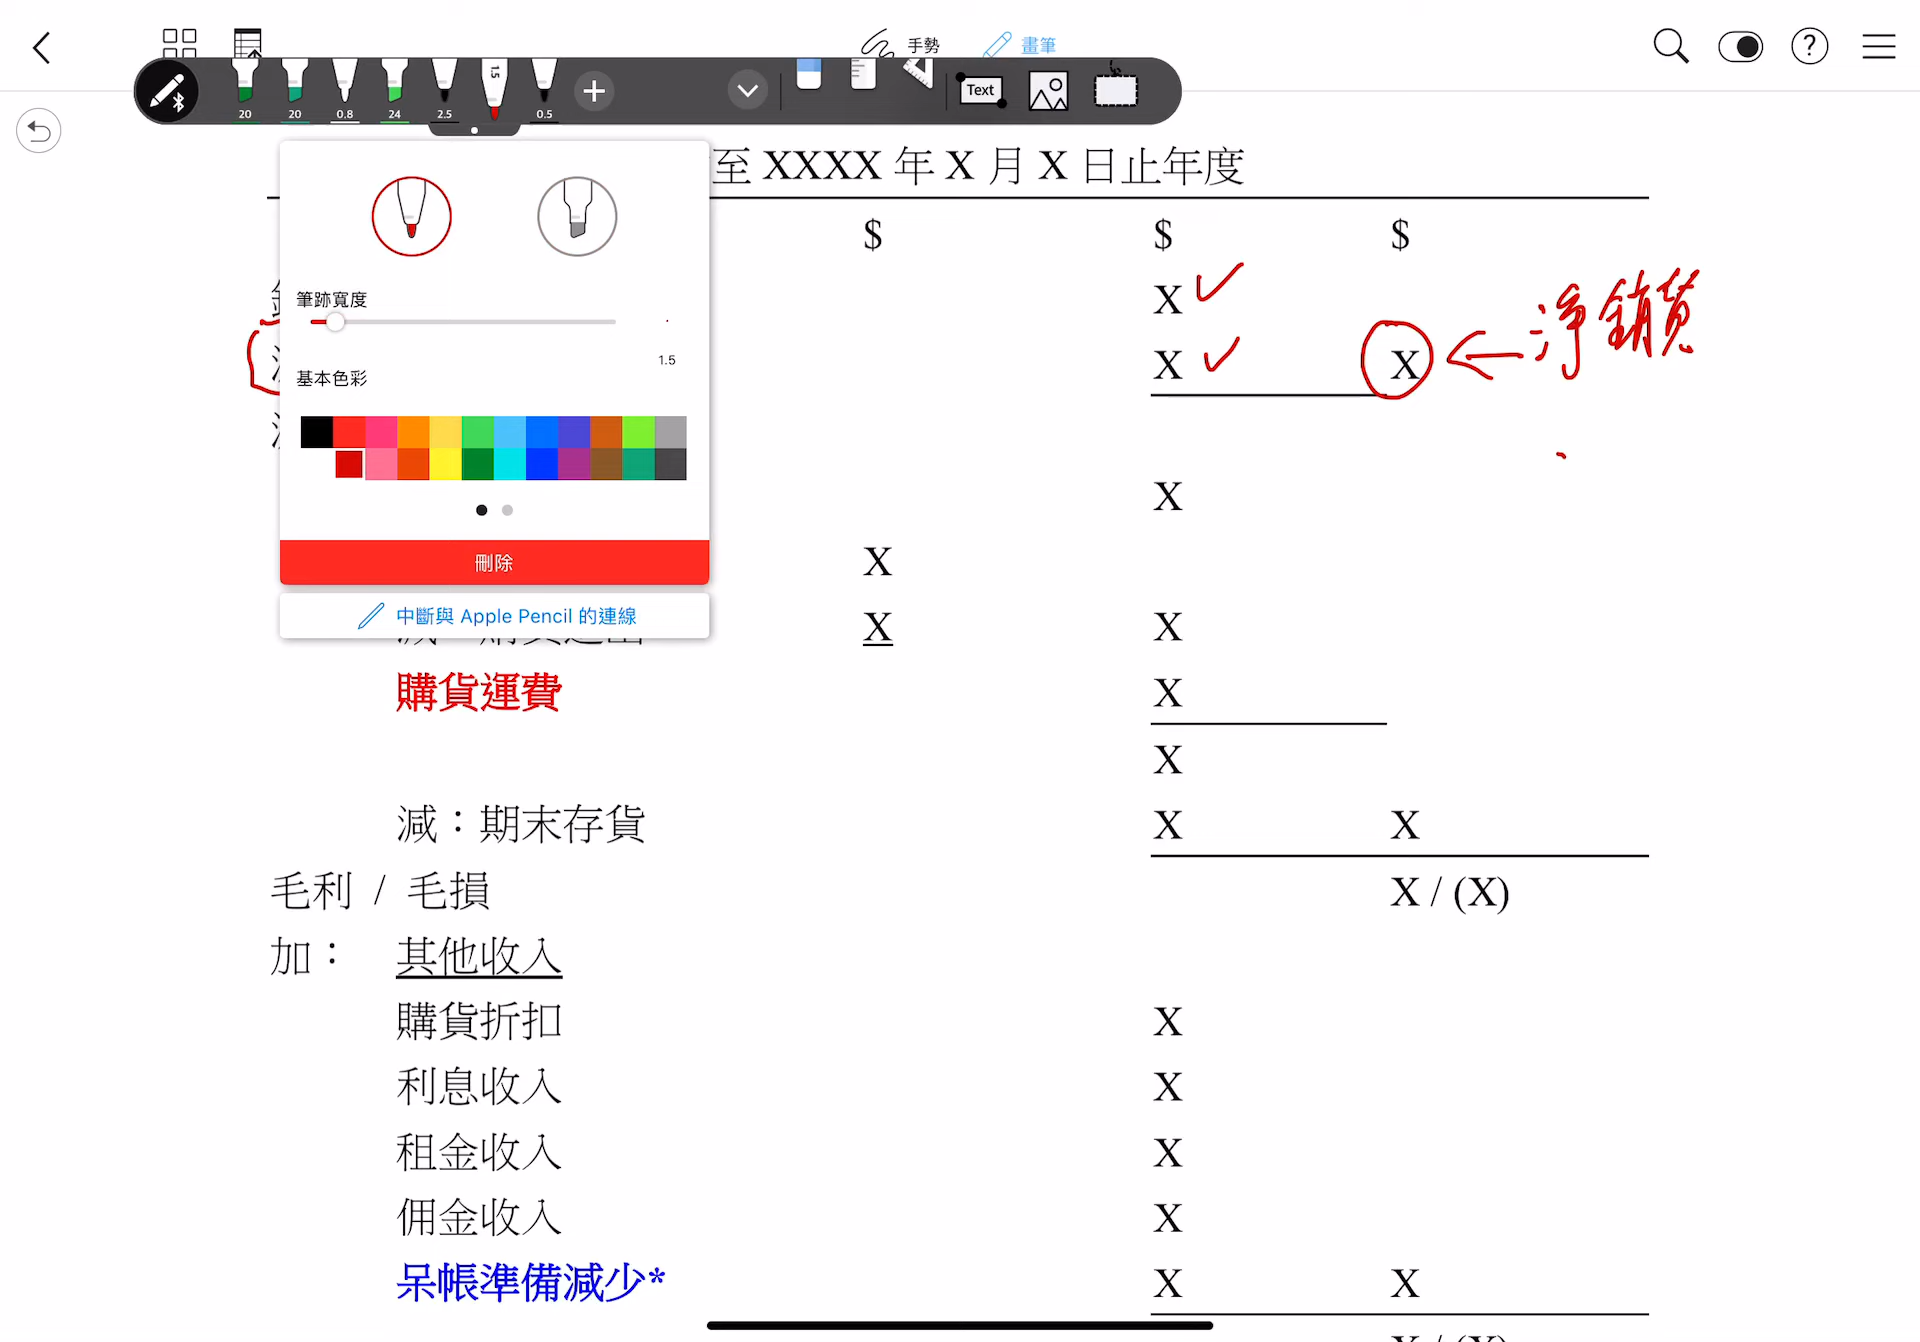 手勢 畫筆
20 20 0.8 24 2.5 1.5 0.5 Text
至 XXXX 年 X 月 X 日止年度
$ $ $
筆跡寬度
X
1.5
基本色彩
X X 淨銷貨
X
刪除
X
中斷與 Apple Pencil 的連線
X X
購貨運費 X
X
減：期末存貨 X X
毛利 / 毛損 X / (X)
加： 其他收入
購貨折扣 X
利息收入 X
租金收入 X
佣金收入 X
呆帳準備減少* X X